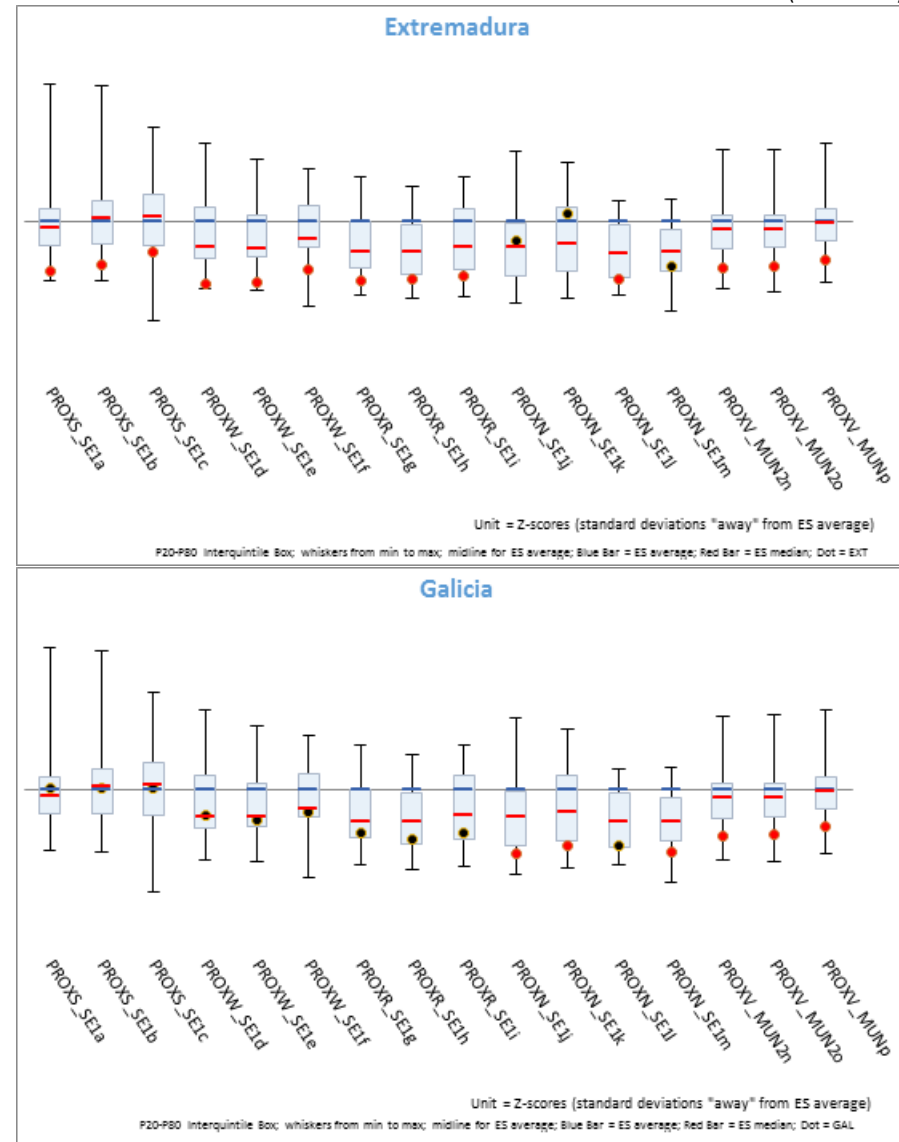 Extremadura
PROXS_SE1a
PROXS_SE1b
PROXS_SE1c
PROXW_SE1d
PROXW_SE1e
PROXW_SE1f
PROXR_SE1g
PROXR_SE1h
PROXR_SE1i
PROXN_SE1j
PROXN_SE1k
PROXN_SE1l
PROXN_SE1m
PROXV_MUN2n
PROXV_MUN2o
PROXV_MUNp
Unit = Z-scores (standard deviations "away" from ES average)
P20-P80 Interquintile Box; whiskers from min to max; midline for ES average; Blue Bar = ES average; Red Bar = ES median; Dot = EXT
Galicia
PROXS_SE1a
PROXS_SE1b
PROXS_SE1c
PROXW_SE1d
PROXW_SE1e
PROXW_SE1f
PROXR_SE1g
PROXR_SE1h
PROXR_SE1i
PROXN_SE1j
PROXN_SE1k
PROXN_SE1l
PROXN_SE1m
PROXV_MUN2n
PROXV_MUN2o
PROXV_MUNp
Unit = Z-scores (standard deviations "away" from ES average)
P20-P80 Interquintile Box; whiskers from min to max; midline for ES average; Blue Bar = ES average; Red Bar = ES median; Dot = GAL